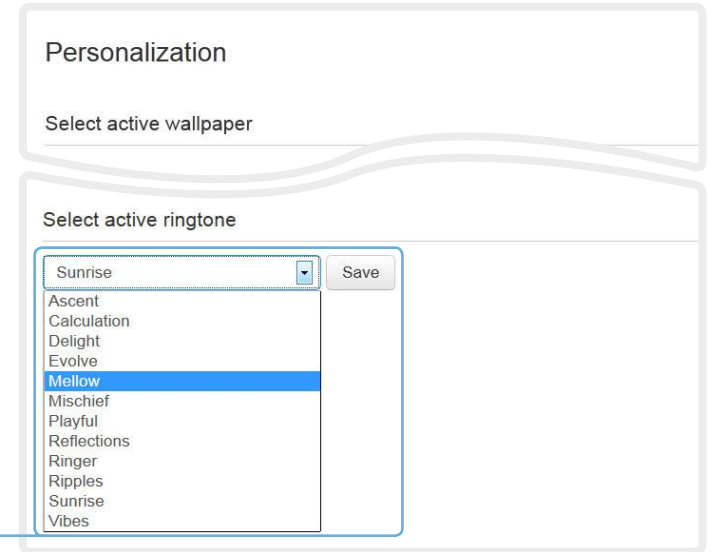 Personalization
Select active wallpaper
Select active ringtone
Sunrise Save
Ascent
Calculation
Delight
Evolve
Mellow
Mischief
Playful
Reflections
Ringer
Ripples
Sunrise
Vibes